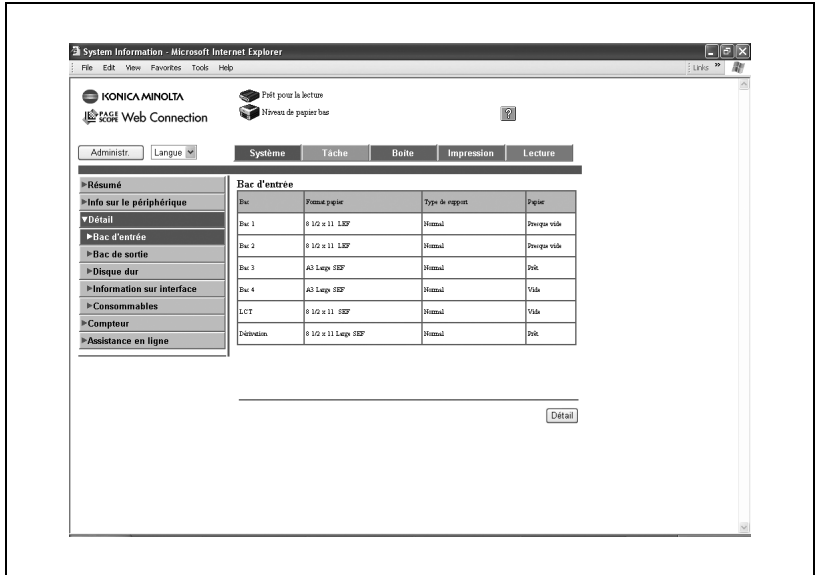 System Information - Microsoft Internet Explorer
File Edit View Favorites Tools Help
Links »
KONICA MINOLTA
PAGE SCOPE Web Connection
Prêt pour la lecture
Niveau de papier bas
?
Administr.
Langue
Système Tâche Boîte Impression Lecture
Résumé
Info sur le périphérique
Détail
Bac d'entrée
Bac de sortie
Disque dur
Information sur interface
Consommables
Compteur
Assistance en ligne
Bac d'entrée
Bac Format papier Type de support Papier
Bac 1 8 1/2 x 11 LEF Normal Presque vide
Bac 2 8 1/2 x 11 LEF Normal Presque vide
Bac 3 A3 Large SEF Normal Prêt
Bac 4 A3 Large SEF Normal Vide
LCT 8 1/2 x 11 SEF Normal Vide
Dérivation 8 1/2 x 11 Large SEF Normal Prêt
Détail